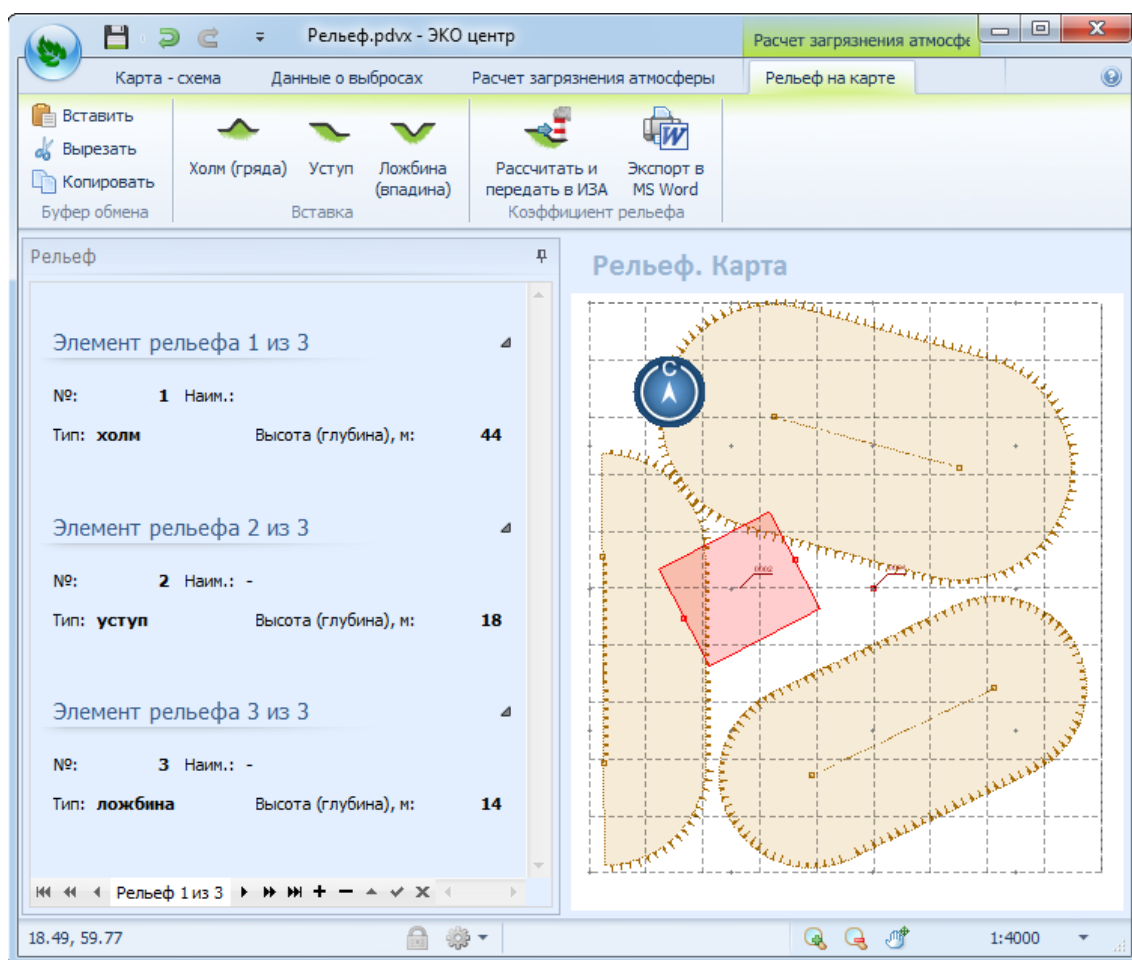 Рельеф.pdvx - ЭКО центр
Расчет загрязнения атмосфе
Карта - схема
Данные о выбросах
Расчет загрязнения атмосферы
Рельеф на карте
Вставить
Вырезать
Копировать
Буфер обмена
Холм (гряда)
Уступ
Ложбина
(впадина)
Вставка
Рассчитать и
передать в ИЗА
Экспорт в
MS Word
Коэффициент рельефа
Рельеф
Элемент рельефа 1 из 3
№: 1 Наим.:
Тип: холм Высота (глубина), м: 44
Элемент рельефа 2 из 3
№: 2 Наим.: -
Тип: уступ Высота (глубина), м: 18
Элемент рельефа 3 из 3
№: 3 Наим.: -
Тип: ложбина Высота (глубина), м: 14
Рельеф 1 из 3
Рельеф. Карта
С
18.49, 59.77
1:4000